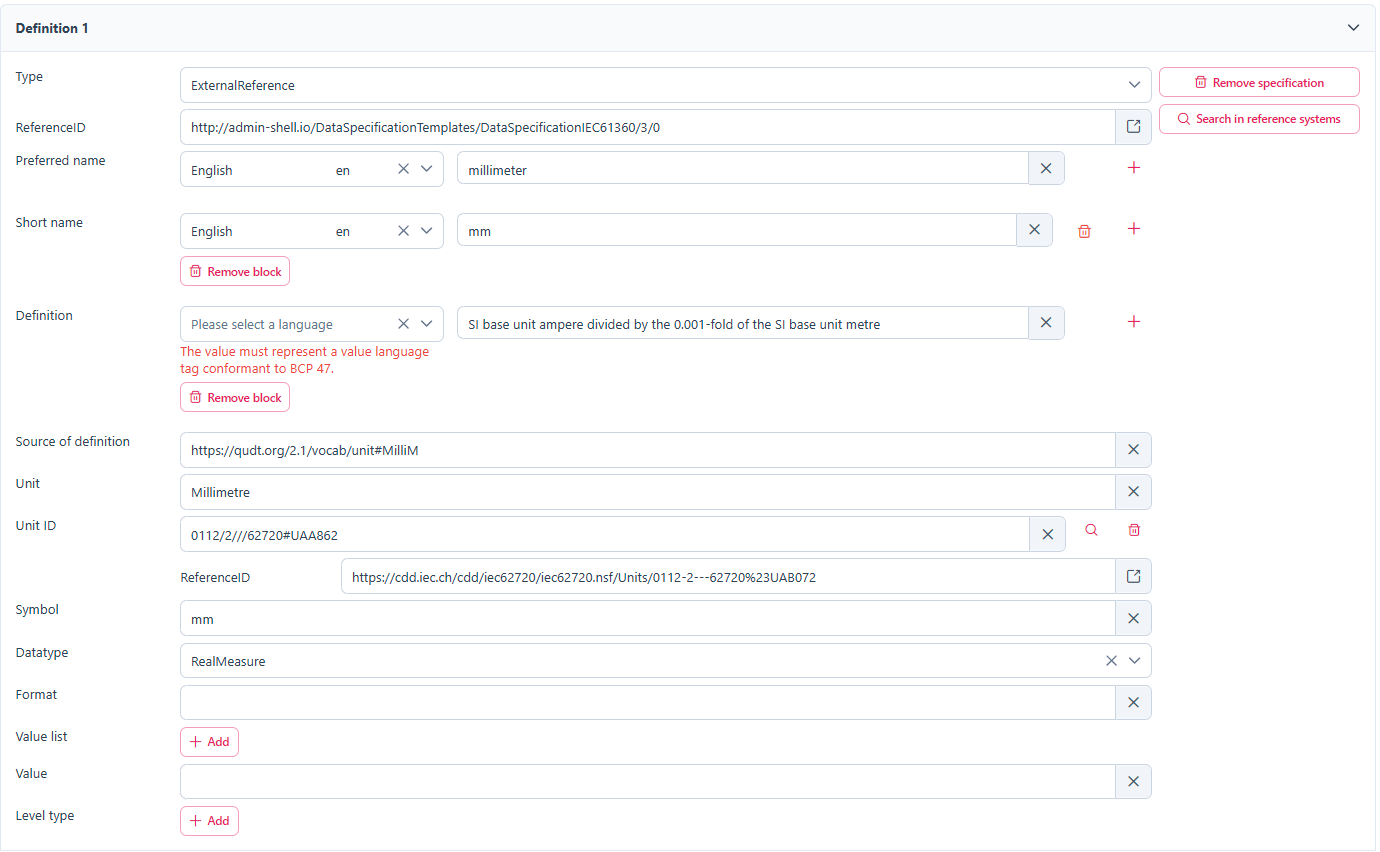 Definition 1
Type
ExternalReference
Remove specification
ReferenceID
http://admin-shell.io/DataSpecificationTemplates/DataSpecificationIEC61360/3/0
Search in reference systems
Preferred name
English en
millimeter
Short name
English en
mm
Remove block
Definition
Please select a language
SI base unit ampere divided by the 0.001-fold of the SI base unit metre
The value must represent a value language
tag conformant to BCP 47.
Remove block
Source of definition
https://qudt.org/2.1/vocab/unit#MilliM
Unit
Millimetre
Unit ID
0112/2///62720#UAA862
ReferenceID
https://cdd.iec.ch/cdd/iec62720/iec62720.nsf/Units/0112-2---62720%23UAB072
Symbol
mm
Datatype
RealMeasure
Format
Value list
Add
Value
Level type
Add